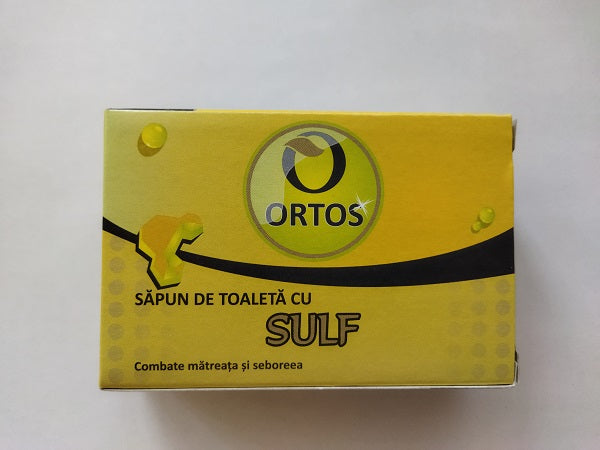 ORTOS
SĂPUN DE TOALETĂ CU
SULF
Combate mătreața și seboreea